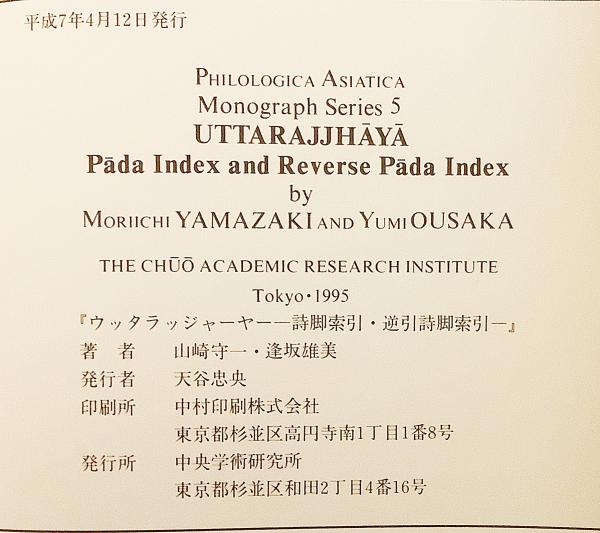 平成7年4月12日発行
PHILOLOGICA ASIATICA
Monograph Series 5
UTTARAJJHĀYĀ
Pāda Index and Reverse Pāda Index
by
MORIICHI YAMAZAKI AND YUMI OUSAKA
THE CHŪŌ ACADEMIC RESEARCH INSTITUTE
Tokyo・1995
『ウッタラッジャーヤー―詩脚索引・逆引詩脚索引―』
著　者　山崎守一・逢坂雄美
発行者　天谷忠央
印刷所　中村印刷株式会社
東京都杉並区高円寺南1丁目1番8号
発行所　中央学術研究所
東京都杉並区和田2丁目4番16号